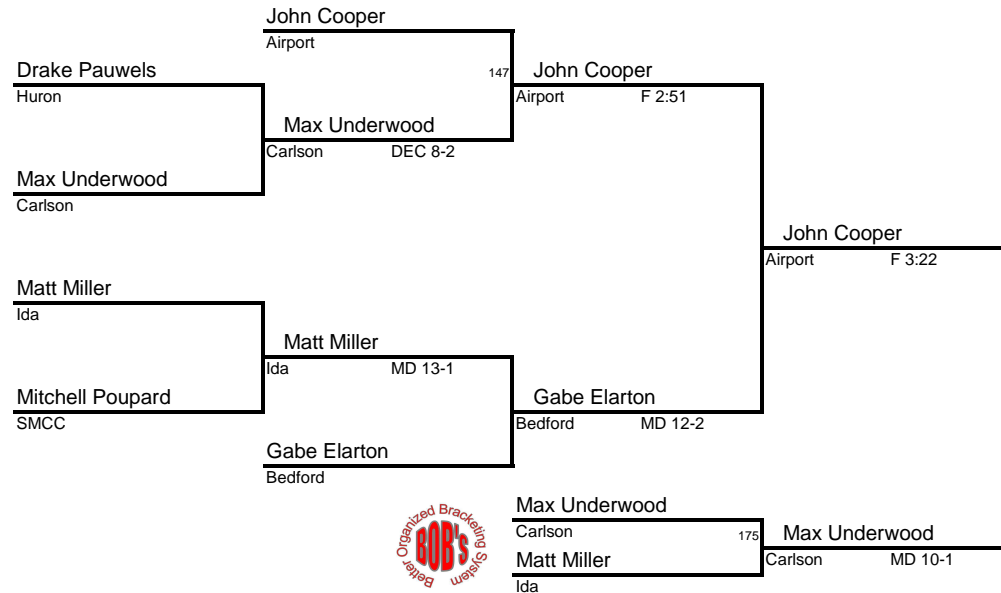 John Cooper
Airport
Drake Pauwels
Huron
147
John Cooper
Airport F 2:51
Max Underwood
Carlson DEC 8-2
Max Underwood
Carlson
John Cooper
Airport F 3:22
Matt Miller
Ida
Matt Miller
Ida MD 13-1
Mitchell Poupard
SMCC
Gabe Elarton
Bedford MD 12-2
Gabe Elarton
Bedford
Better Organized Bracketing System
BOB'S
Max Underwood
Carlson
175
Max Underwood
Carlson MD 10-1
Matt Miller
Ida